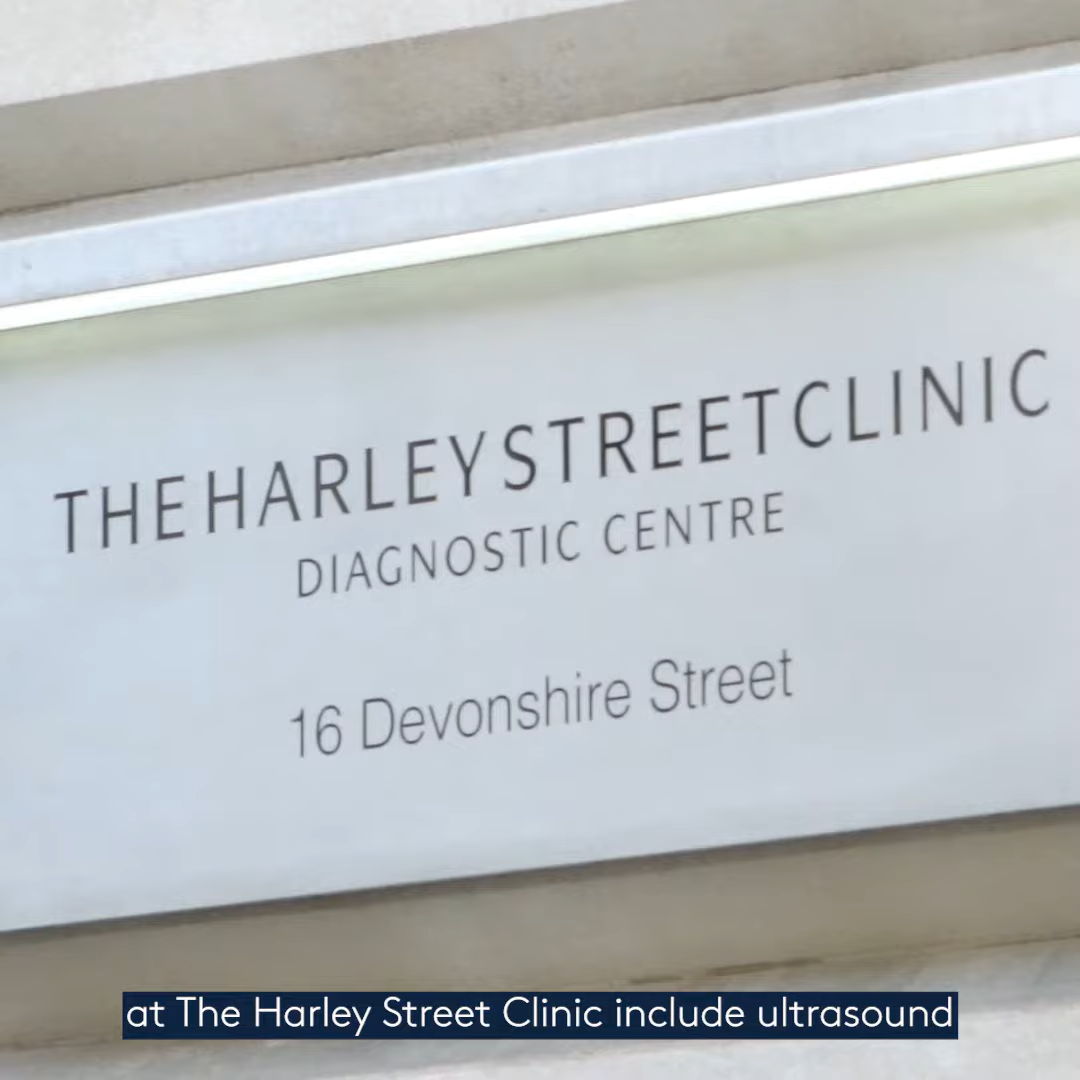 THE HARLEY STREET CLINIC
DIAGNOSTIC CENTRE
16 Devonshire Street
at The Harley Street Clinic include ultrasound